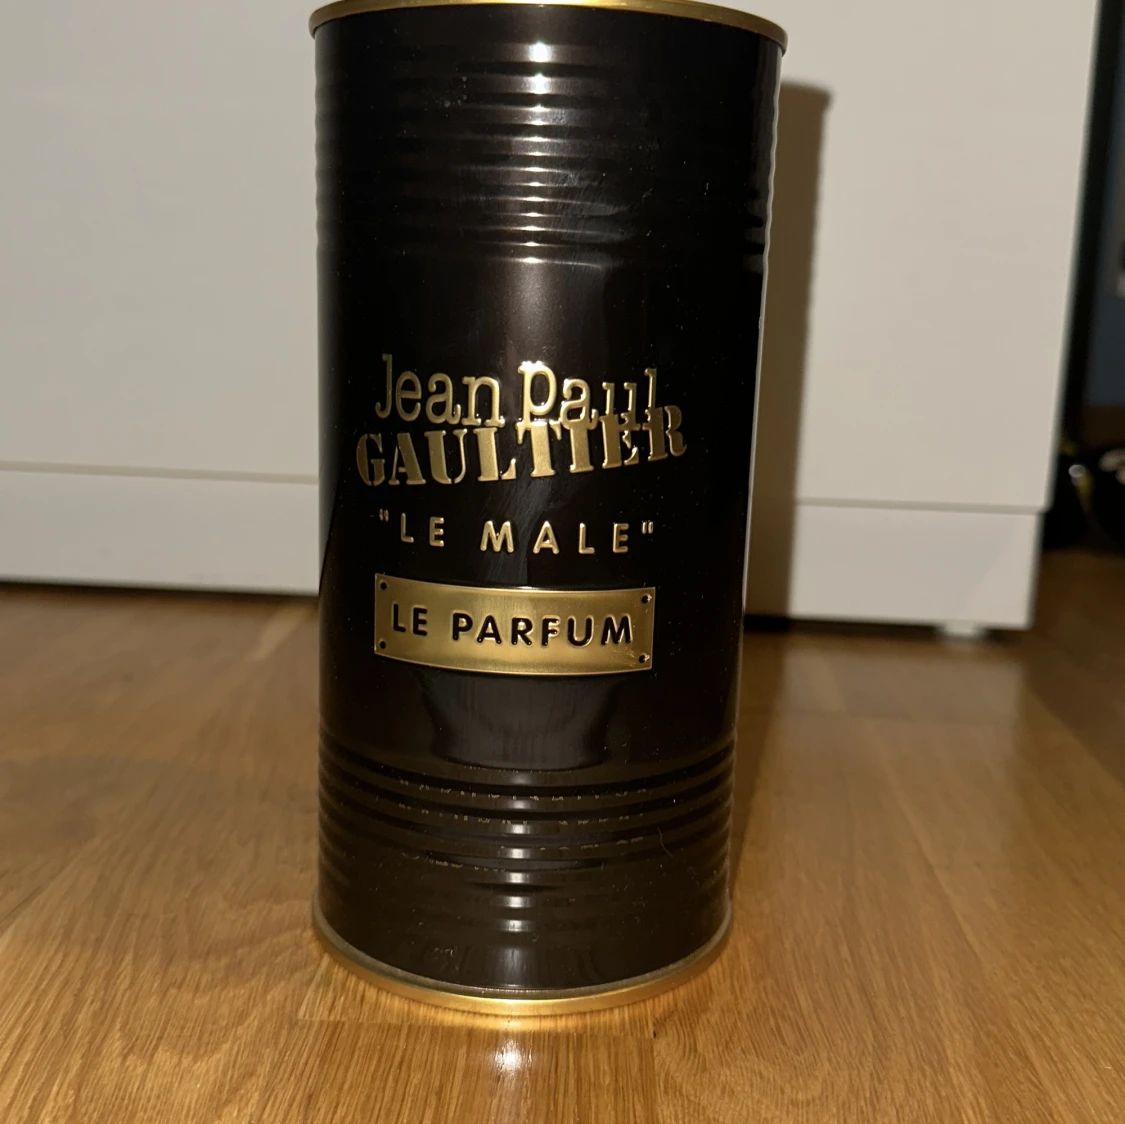 Jean Paul
GAULTIER
"LE MALE"
LE PARFUM